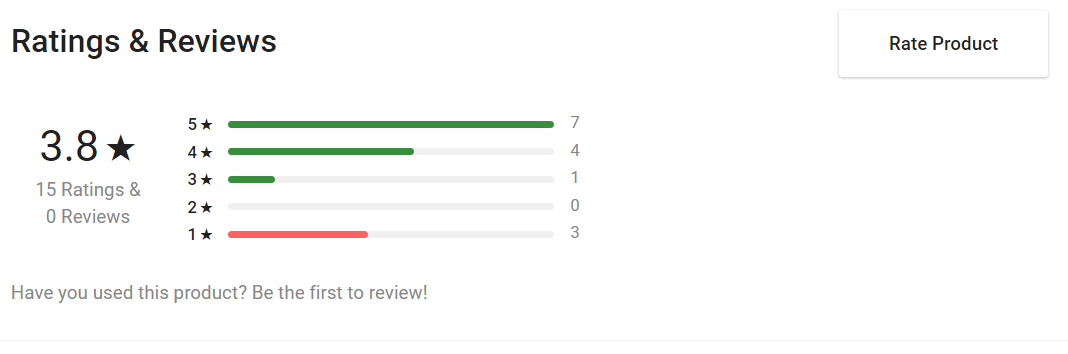 Ratings & Reviews
Rate Product
3.8 ★
15 Ratings &
0 Reviews
5 ★ 7
4 ★ 4
3 ★ 1
2 ★ 0
1 ★ 3
Have you used this product? Be the first to review!